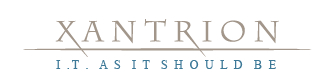 XANTRION
I.T. AS IT SHOULD BE